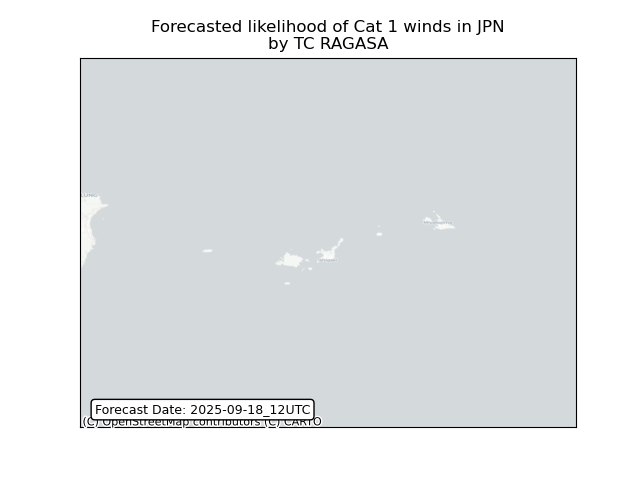 Forecasted likelihood of Cat 1 winds in JPN
by TC RAGASA
Forecast Date: 2025-09-18_12UTC
(C) OpenStreetMap contributors (C) CARTO